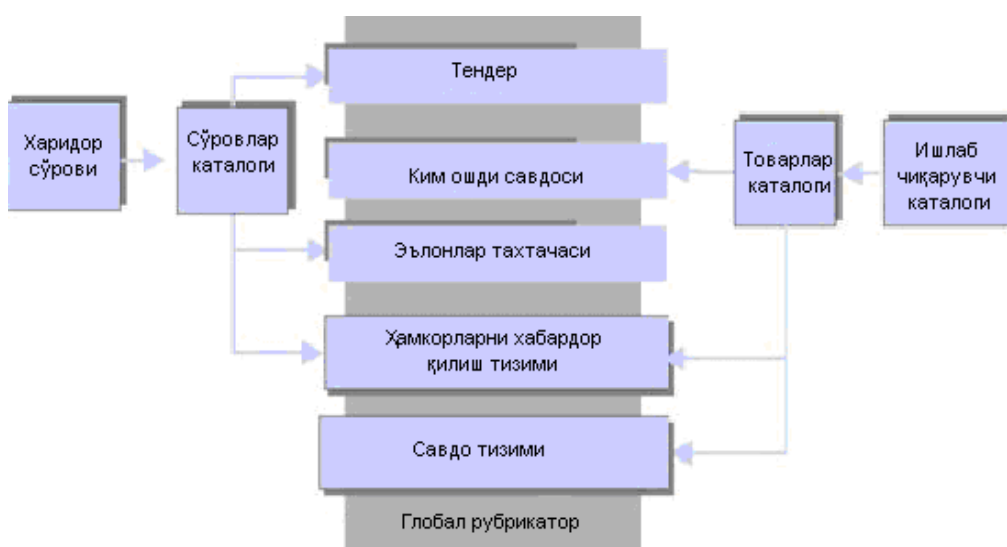 Тендер
Харидор
сўрови
Сўровлар
каталоги
Ким ошди савдоси
Товарлар
каталоги
Ишлаб
чиқарувчи
каталоги
Эълонлар тахтачаси
Ҳамкорларни хабардор
қилиш тизими
Савдо тизими
Глобал рубрикатор